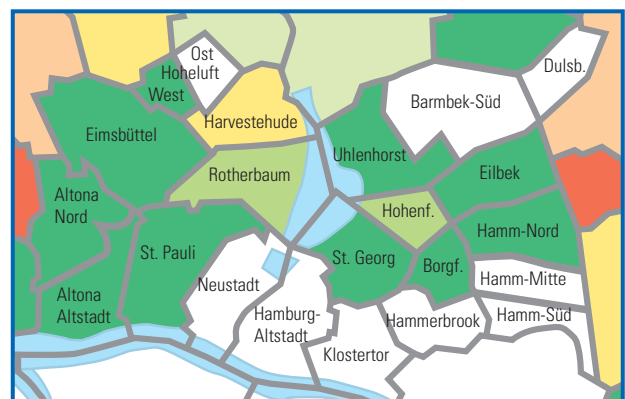 Ost
Hoheluft
West
Dulsb.
Barmbek-Süd
Harvestehude
Eimsbüttel
Uhlenhorst
Eilbek
Rotherbaum
Altona
Nord
Hohenf.
Hamm-Nord
St. Pauli
St. Georg
Borgf.
Neustadt
Hamm-Mitte
Altona
Altstadt
Hamburg-
Altstadt
Hammerbrook
Hamm-Süd
Klostertor